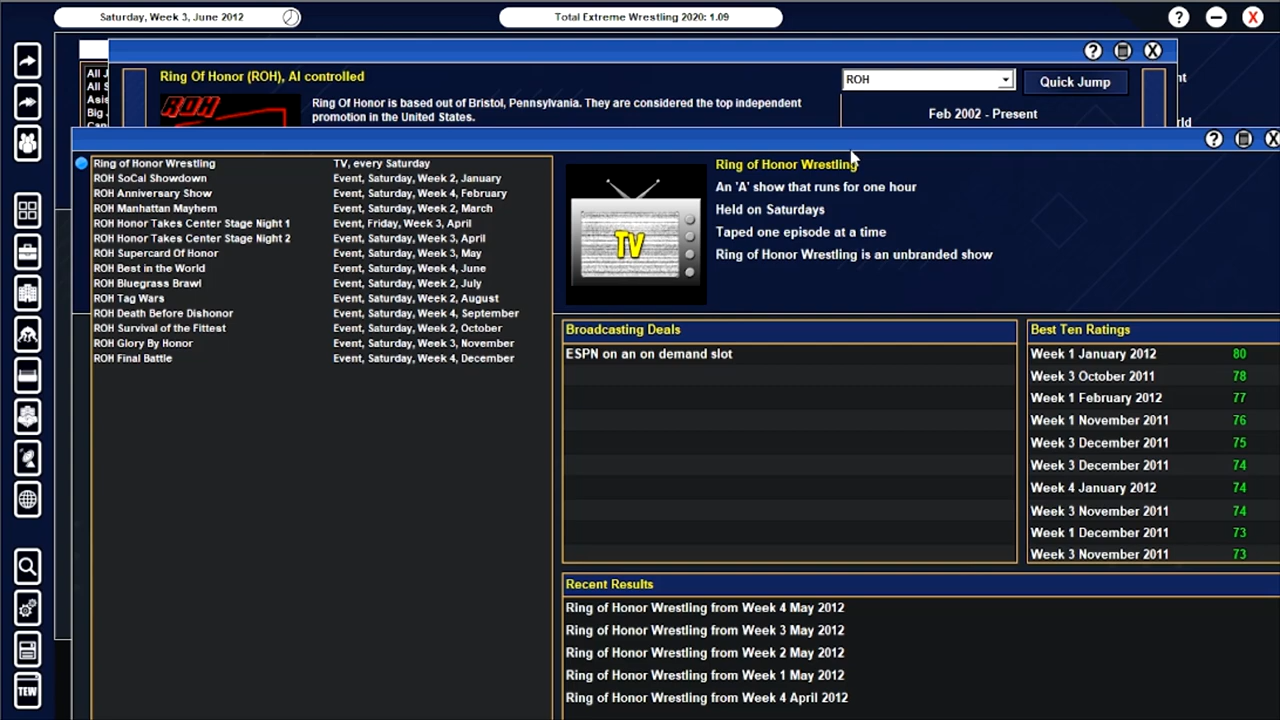 Saturday, Week 3, June 2012
Total Extreme Wrestling 2020: 1.09
Ring Of Honor (ROH), AI controlled
ROH
Quick Jump
All
All S
Asi
Big
ROH
Ring Of Honor is based out of Bristol, Pennsylvania. They are considered the top independent
promotion in the United States.
Feb 2002 - Present
Ring of Honor Wrestling TV, every Saturday
ROH SoCal Showdown Event, Saturday, Week 2, January
ROH Anniversary Show Event, Saturday, Week 4, February
ROH Manhattan Mayhem Event, Saturday, Week 2, March
ROH Honor Takes Center Stage Night 1 Event, Friday, Week 3, April
ROH Honor Takes Center Stage Night 2 Event, Saturday, Week 3, April
ROH Supercard Of Honor Event, Saturday, Week 3, May
ROH Best in the World Event, Saturday, Week 4, June
ROH Bluegrass Brawl Event, Saturday, Week 2, July
ROH Tag Wars Event, Saturday, Week 2, August
ROH Death Before Dishonor Event, Saturday, Week 4, September
ROH Survival of the Fittest Event, Saturday, Week 2, October
ROH Glory By Honor Event, Saturday, Week 3, November
ROH Final Battle Event, Saturday, Week 4, December
TV
Ring of Honor Wrestling
An 'A' show that runs for one hour
Held on Saturdays
Taped one episode at a time
Ring of Honor Wrestling is an unbranded show
Broadcasting Deals
ESPN on an on demand slot
Best Ten Ratings
Week 1 January 2012 80
Week 3 October 2011 78
Week 1 February 2012 77
Week 1 November 2011 76
Week 3 December 2011 75
Week 3 December 2011 74
Week 4 January 2012 74
Week 3 November 2011 74
Week 1 December 2011 73
Week 3 November 2011 73
Recent Results
Ring of Honor Wrestling from Week 4 May 2012
Ring of Honor Wrestling from Week 3 May 2012
Ring of Honor Wrestling from Week 2 May 2012
Ring of Honor Wrestling from Week 1 May 2012
Ring of Honor Wrestling from Week 4 April 2012
TEW